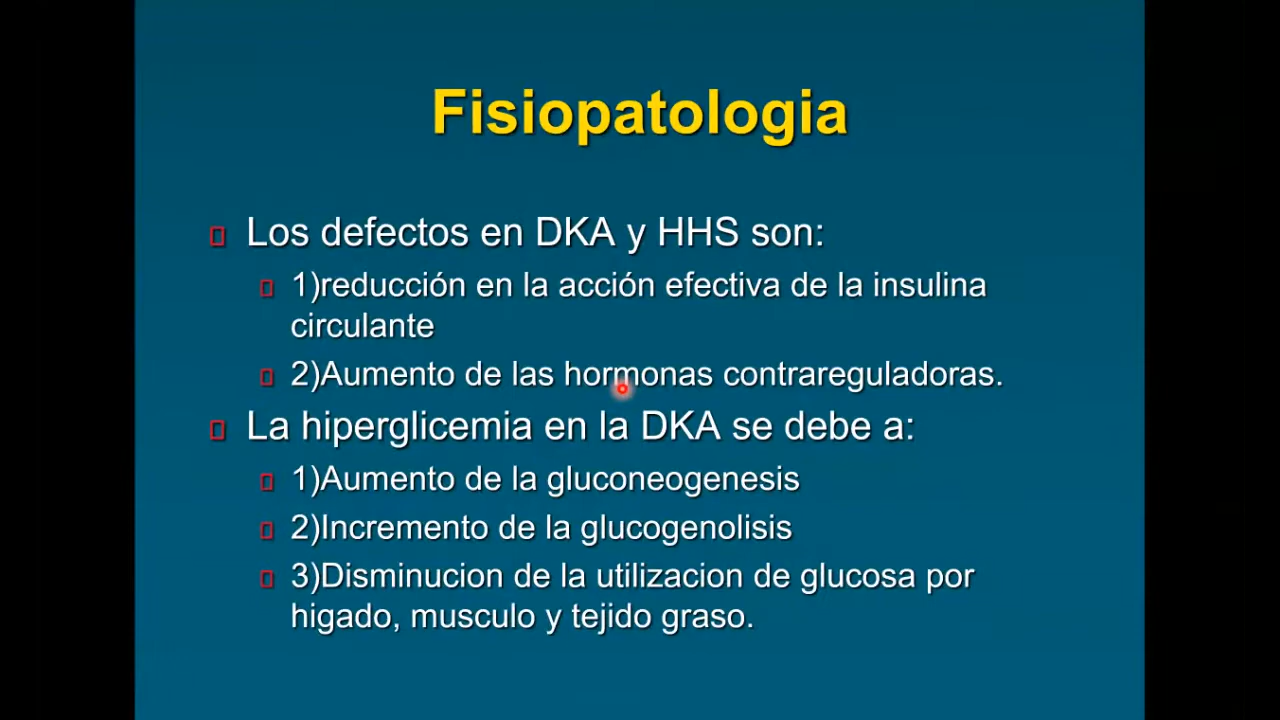 Fisiopatologia
Los defectos en DKA y HHS son:
1)reducción en la acción efectiva de la insulina
circulante
2)Aumento de las hormonas contrareguladoras.
La hiperglicemia en la DKA se debe a:
1)Aumento de la gluconeogenesis
2)Incremento de la glucogenolisis
3)Disminucion de la utilizacion de glucosa por
higado, musculo y tejido graso.